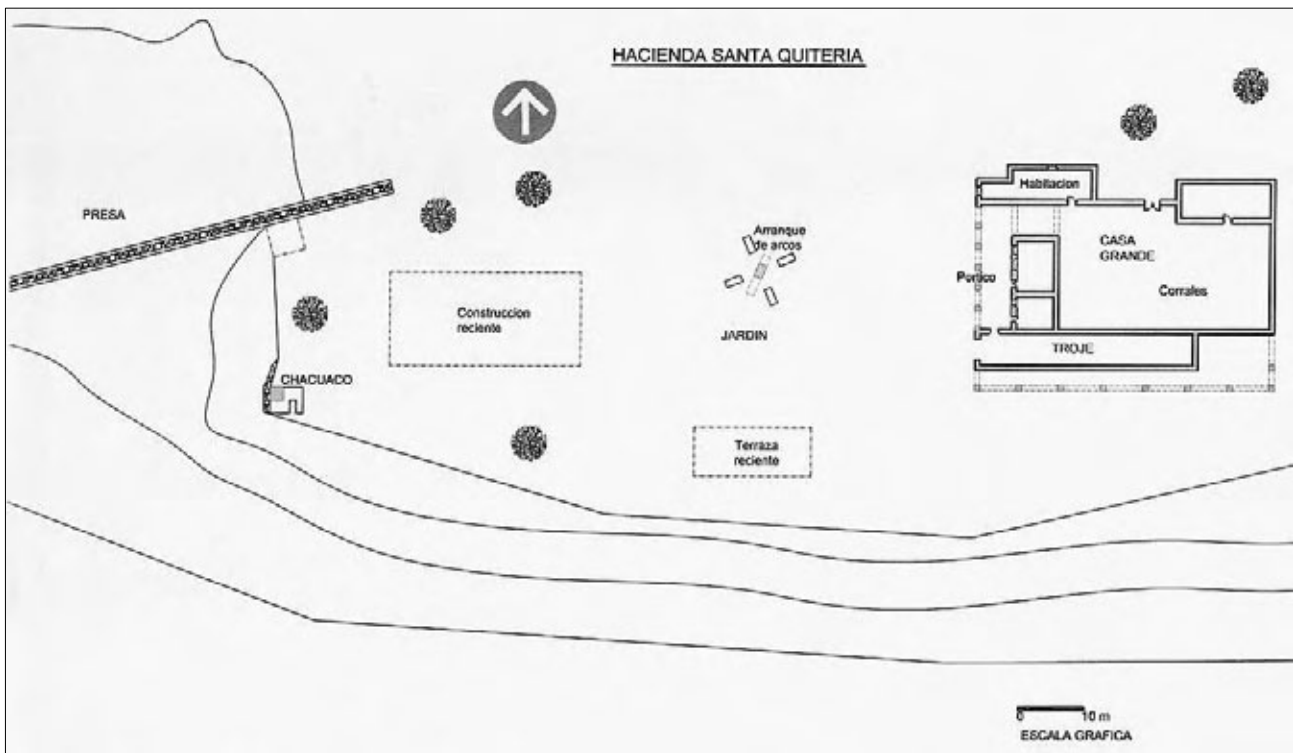 HACIENDA SANTA QUITERIA
PRESA
Habitacion
Arranque
de arcos
CASA
GRANDE
Portico
Corrales
Construccion
reciente
JARDIN
TROJE
CHACUACO
Terraza
reciente
0 10 m
ESCALA GRAFICA